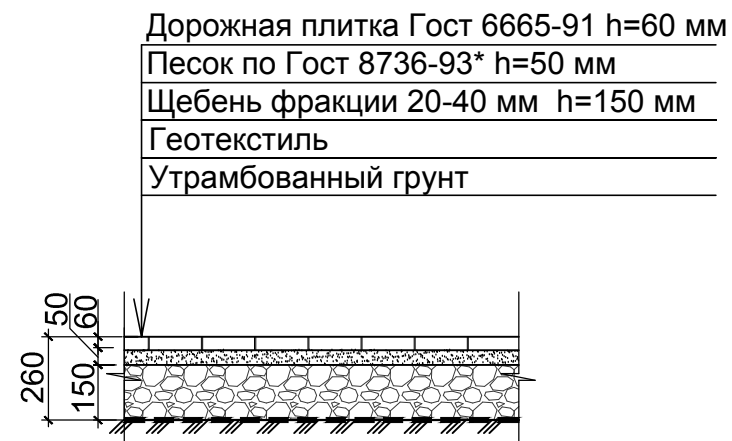 Дорожная плитка Гост 6665-91 h=60 мм
Песок по Гост 8736-93* h=50 мм
Щебень фракции 20-40 мм h=150 мм
Геотекстиль
Утрамбованный грунт
50
60
260
150